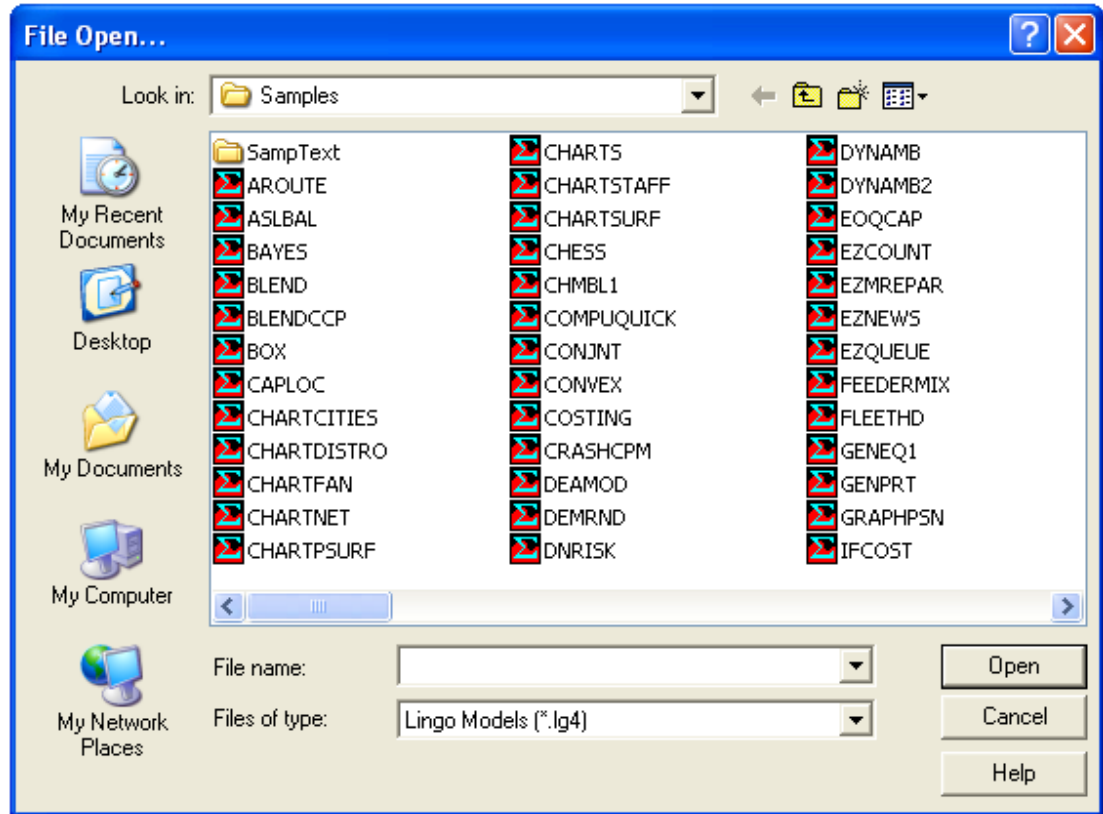 File Open...
Look in:
Samples
My Recent
Documents
Desktop
My Documents
My Computer
My Network
Places
SampText
AROUTE
ASLBAL
BAYES
BLEND
BLENDCCP
BOX
CAPLOC
CHARTCITIES
CHARTDISTRO
CHARTFAN
CHARTNET
CHARTPSURF
CHARTS
CHARTSTAFF
CHARTSURF
CHESS
CHMBL1
COMPUQUICK
CONJNT
CONVEX
COSTING
CRASHCPM
DEAMOD
DEMRND
DNRISK
DYNAMB
DYNAMB2
EOQCAP
EZCOUNT
EZMREPAR
EZNEWS
EZQUEUE
FEEDERMIX
FLEETHD
GENEQ1
GENPRT
GRAPHPSN
IFCOST
File name:
Open
Files of type:
Lingo Models (*.lg4)
Cancel
Help